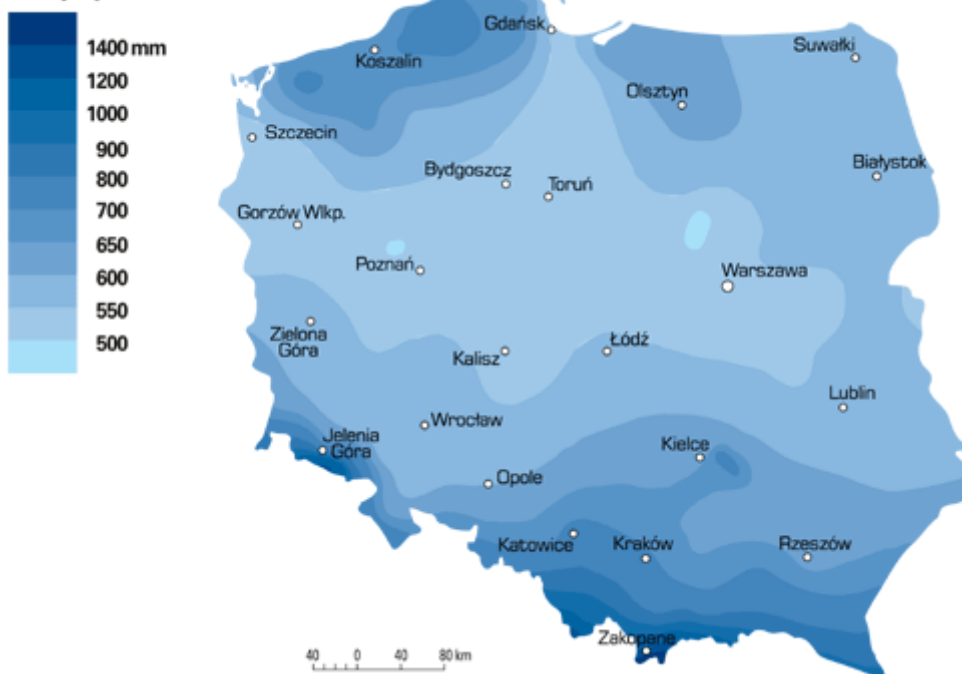 1400 mm
1200
1000
900
800
700
650
600
550
500
Gdańsk
Koszalin
Suwałki
Olsztyn
Szczecin
Białystok
Bydgoszcz
Toruń
Gorzów Wlkp.
Poznań
Warszawa
Zielona
Góra
Kalisz
Łódź
Lublin
Wrocław
Jelenia
Góra
Kielce
Opole
Katowice
Kraków
Rzeszów
Zakopane
40 0 40 80 km